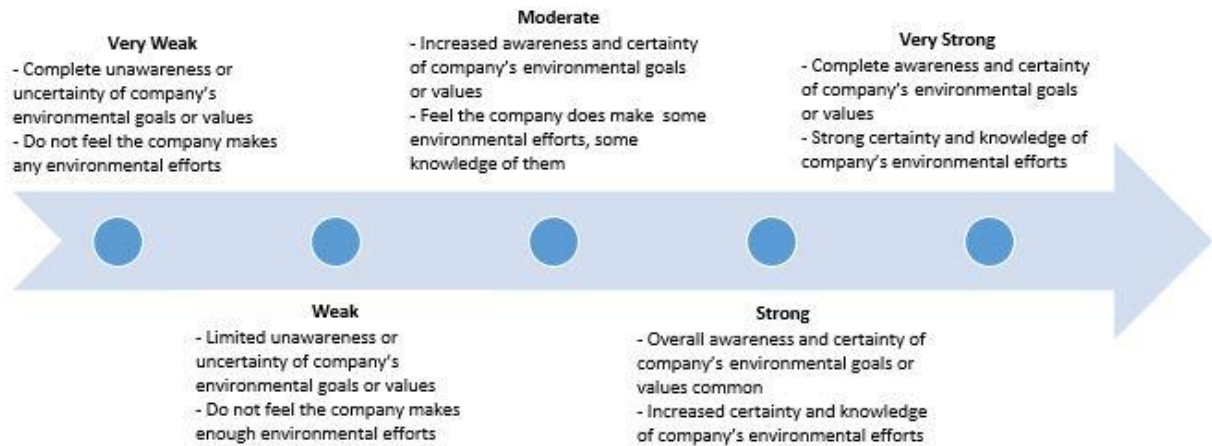 Very Weak
- Complete unawareness or
uncertainty of company's
environmental goals or values
- Do not feel the company makes
any environmental efforts
Weak
- Limited unawareness or
uncertainty of company's
environmental goals or values
- Do not feel the company makes
enough environmental efforts
Moderate
- Increased awareness and certainty
of company's environmental goals
or values
- Feel the company does make some
environmental efforts, some
knowledge of them
Strong
- Overall awareness and certainty of
company's environmental goals or
values common
- Increased certainty and knowledge
of company's environmental efforts
Very Strong
- Complete awareness and certainty
of company's environmental goals
or values
- Strong certainty and knowledge of
company's environmental efforts